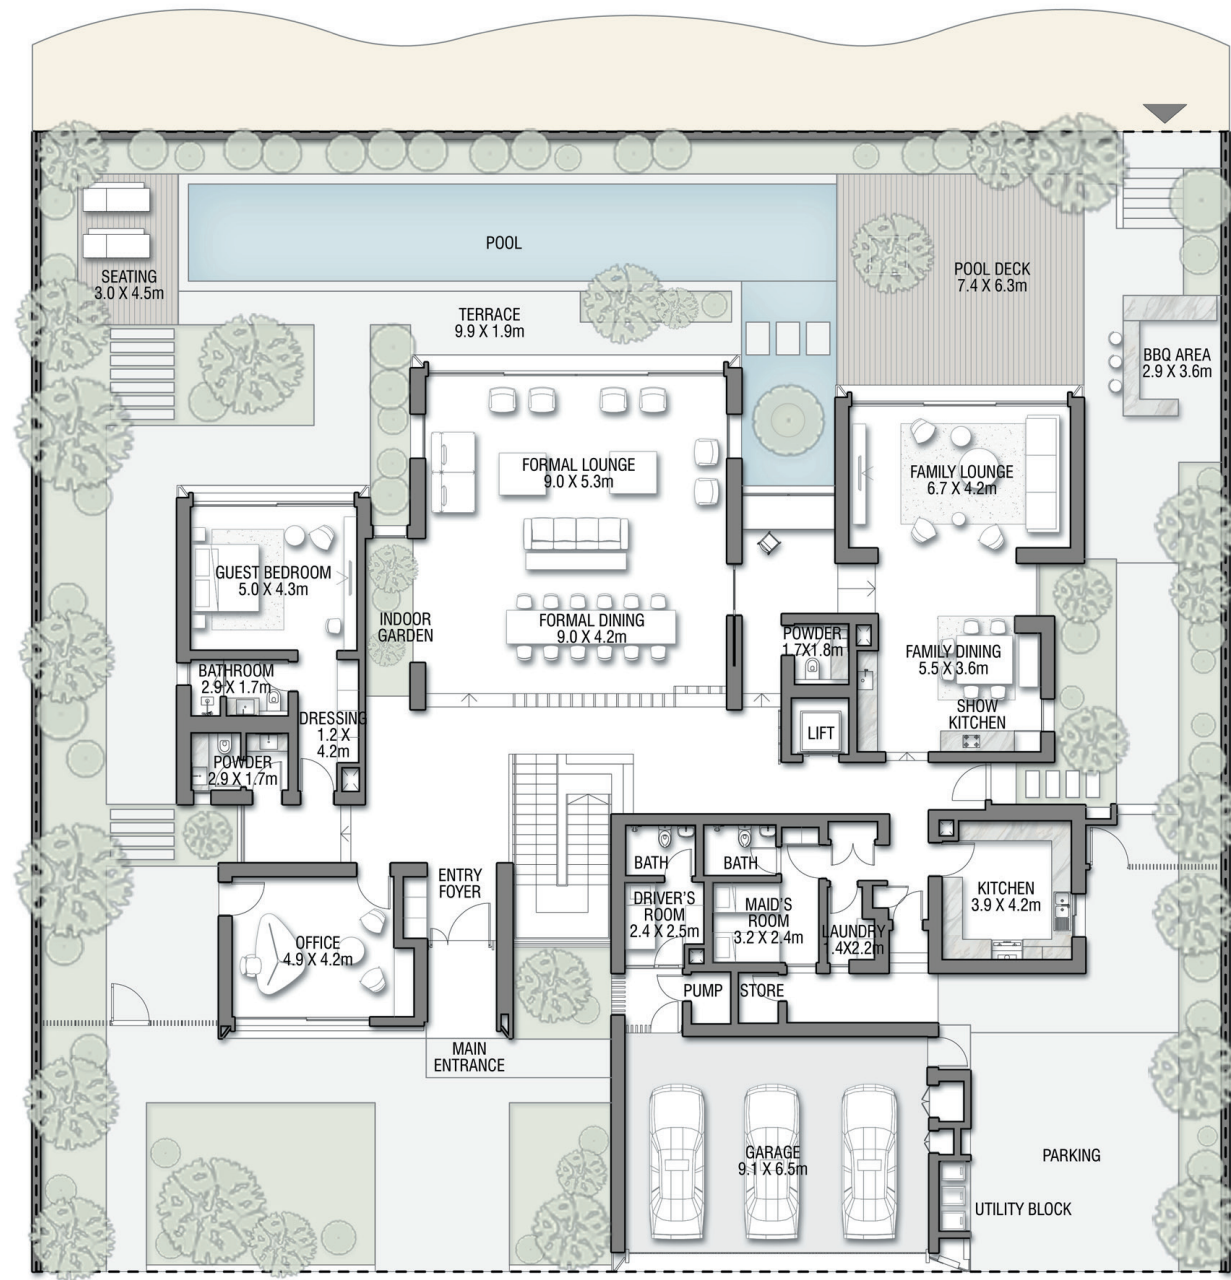 POOL
SEATING
3.0 X 4.5m
POOL DECK
7.4 X 6.3m
TERRACE
9.9 X 1.9m
BBQ AREA
2.9 X 3.6m
FORMAL LOUNGE
9.0 X 5.3m
FAMILY LOUNGE
6.7 X 4.2m
GUEST BEDROOM
5.0 X 4.3m
INDOOR
GARDEN
FORMAL DINING
9.0 X 4.2m
POWDER
1.7X1.8m
FAMILY DINING
5.5 X 3.6m
BATHROOM
2.9 X 1.7m
DRESSING
1.2 X
4.2m
SHOW
KITCHEN
LIFT
POWDER
2.9 X 1.7m
BATH
BATH
ENTRY
FOYER
KITCHEN
3.9 X 4.2m
DRIVER'S
ROOM
2.4 X 2.5m
MAID'S
ROOM
3.2 X 2.4m
LAUNDRY
.4X2.2m
OFFICE
4.9 X 4.2m
PUMP
STORE
MAIN
ENTRANCE
GARAGE
9.1 X 6.5m
PARKING
UTILITY BLOCK